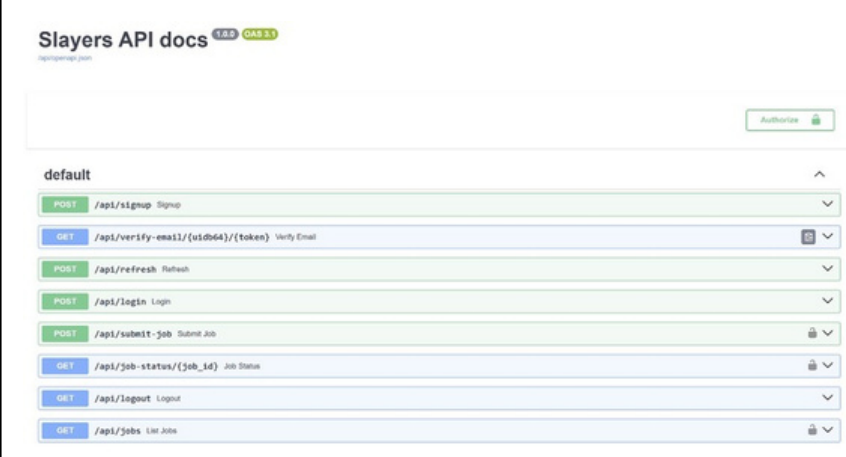 Slayers API docs 1.0.0 OAS 3.1
/api/openapi.json
Authorize
default
POST /api/signup Signup
GET /api/verify-email/{uidb64}/{token} Verify Email
POST /api/refresh Refresh
POST /api/login Login
POST /api/submit-job Submit Job
GET /api/job-status/{job_id} Job Status
GET /api/logout Logout
GET /api/jobs List Jobs